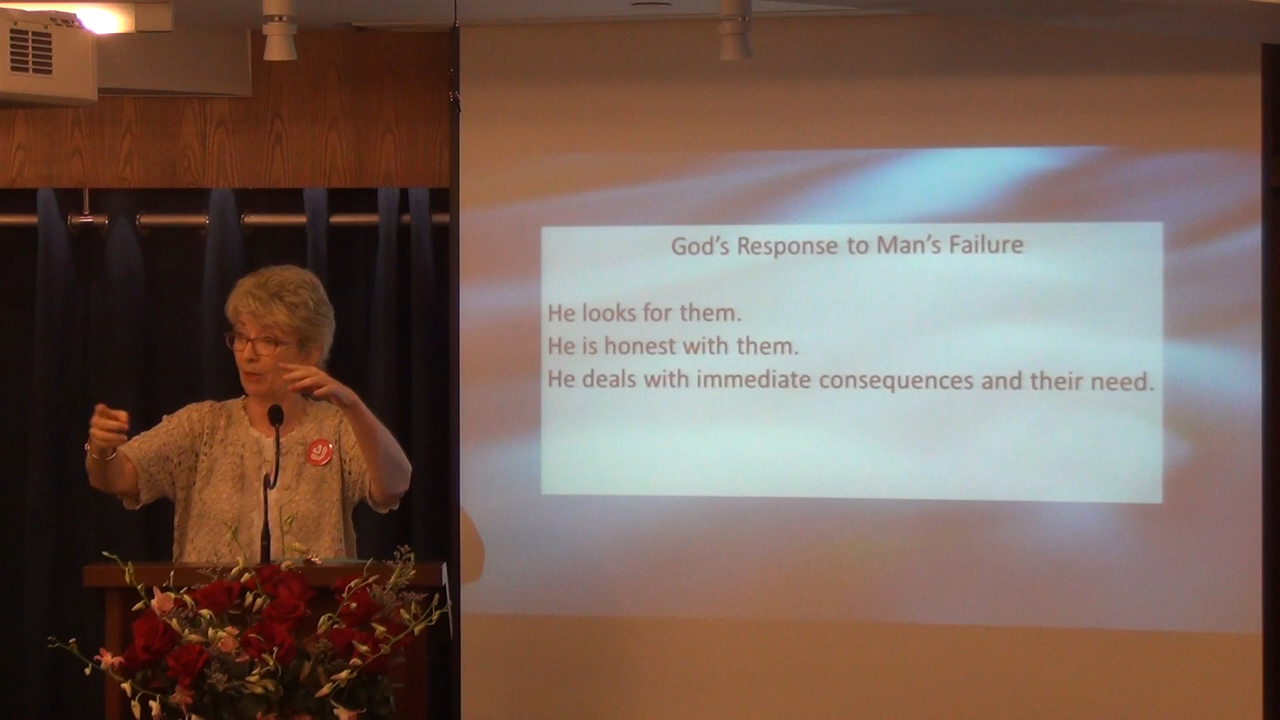 God’s Response to Man’s Failure
He looks for them.
He is honest with them.
He deals with immediate consequences and their need.